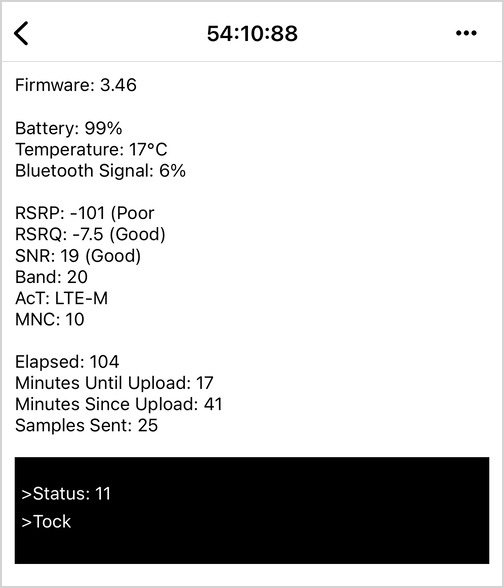 54:10:88
Firmware: 3.46
Battery: 99%
Temperature: 17°C
Bluetooth Signal: 6%
RSRP: -101 (Poor
RSRQ: -7.5 (Good)
SNR: 19 (Good)
Band: 20
AcT: LTE-M
MNC: 10
Elapsed: 104
Minutes Until Upload: 17
Minutes Since Upload: 41
Samples Sent: 25
>Status: 11
>Tock